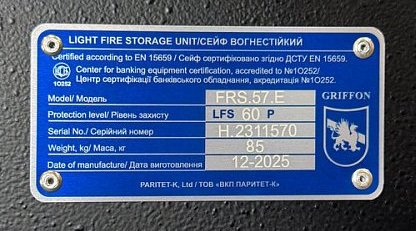 LIGHT FIRE STORAGE UNIT/СЕЙФ ВОГНЕСТІЙКИЙ
Certified according to EN 15659 / Сейф сертифіковано згідно ДСТУ EN 15659.
Center for banking equipment certification, accredited to №1О252/
Центр сертифікації банківського обладнання, акредитація №1О252.
1О252
Model/ Модель FRS.57.E
GRIFFON
Protection level/ Рівень захисту LFS 60 P
Serial No./ Серійний номер H.2311570
Weight, kg/ Маса, кг 85
Date of manufacture/ Дата виготовлення 12-2025
PARITET-K, Ltd / ТОВ «ВКП ПАРИТЕТ-К»